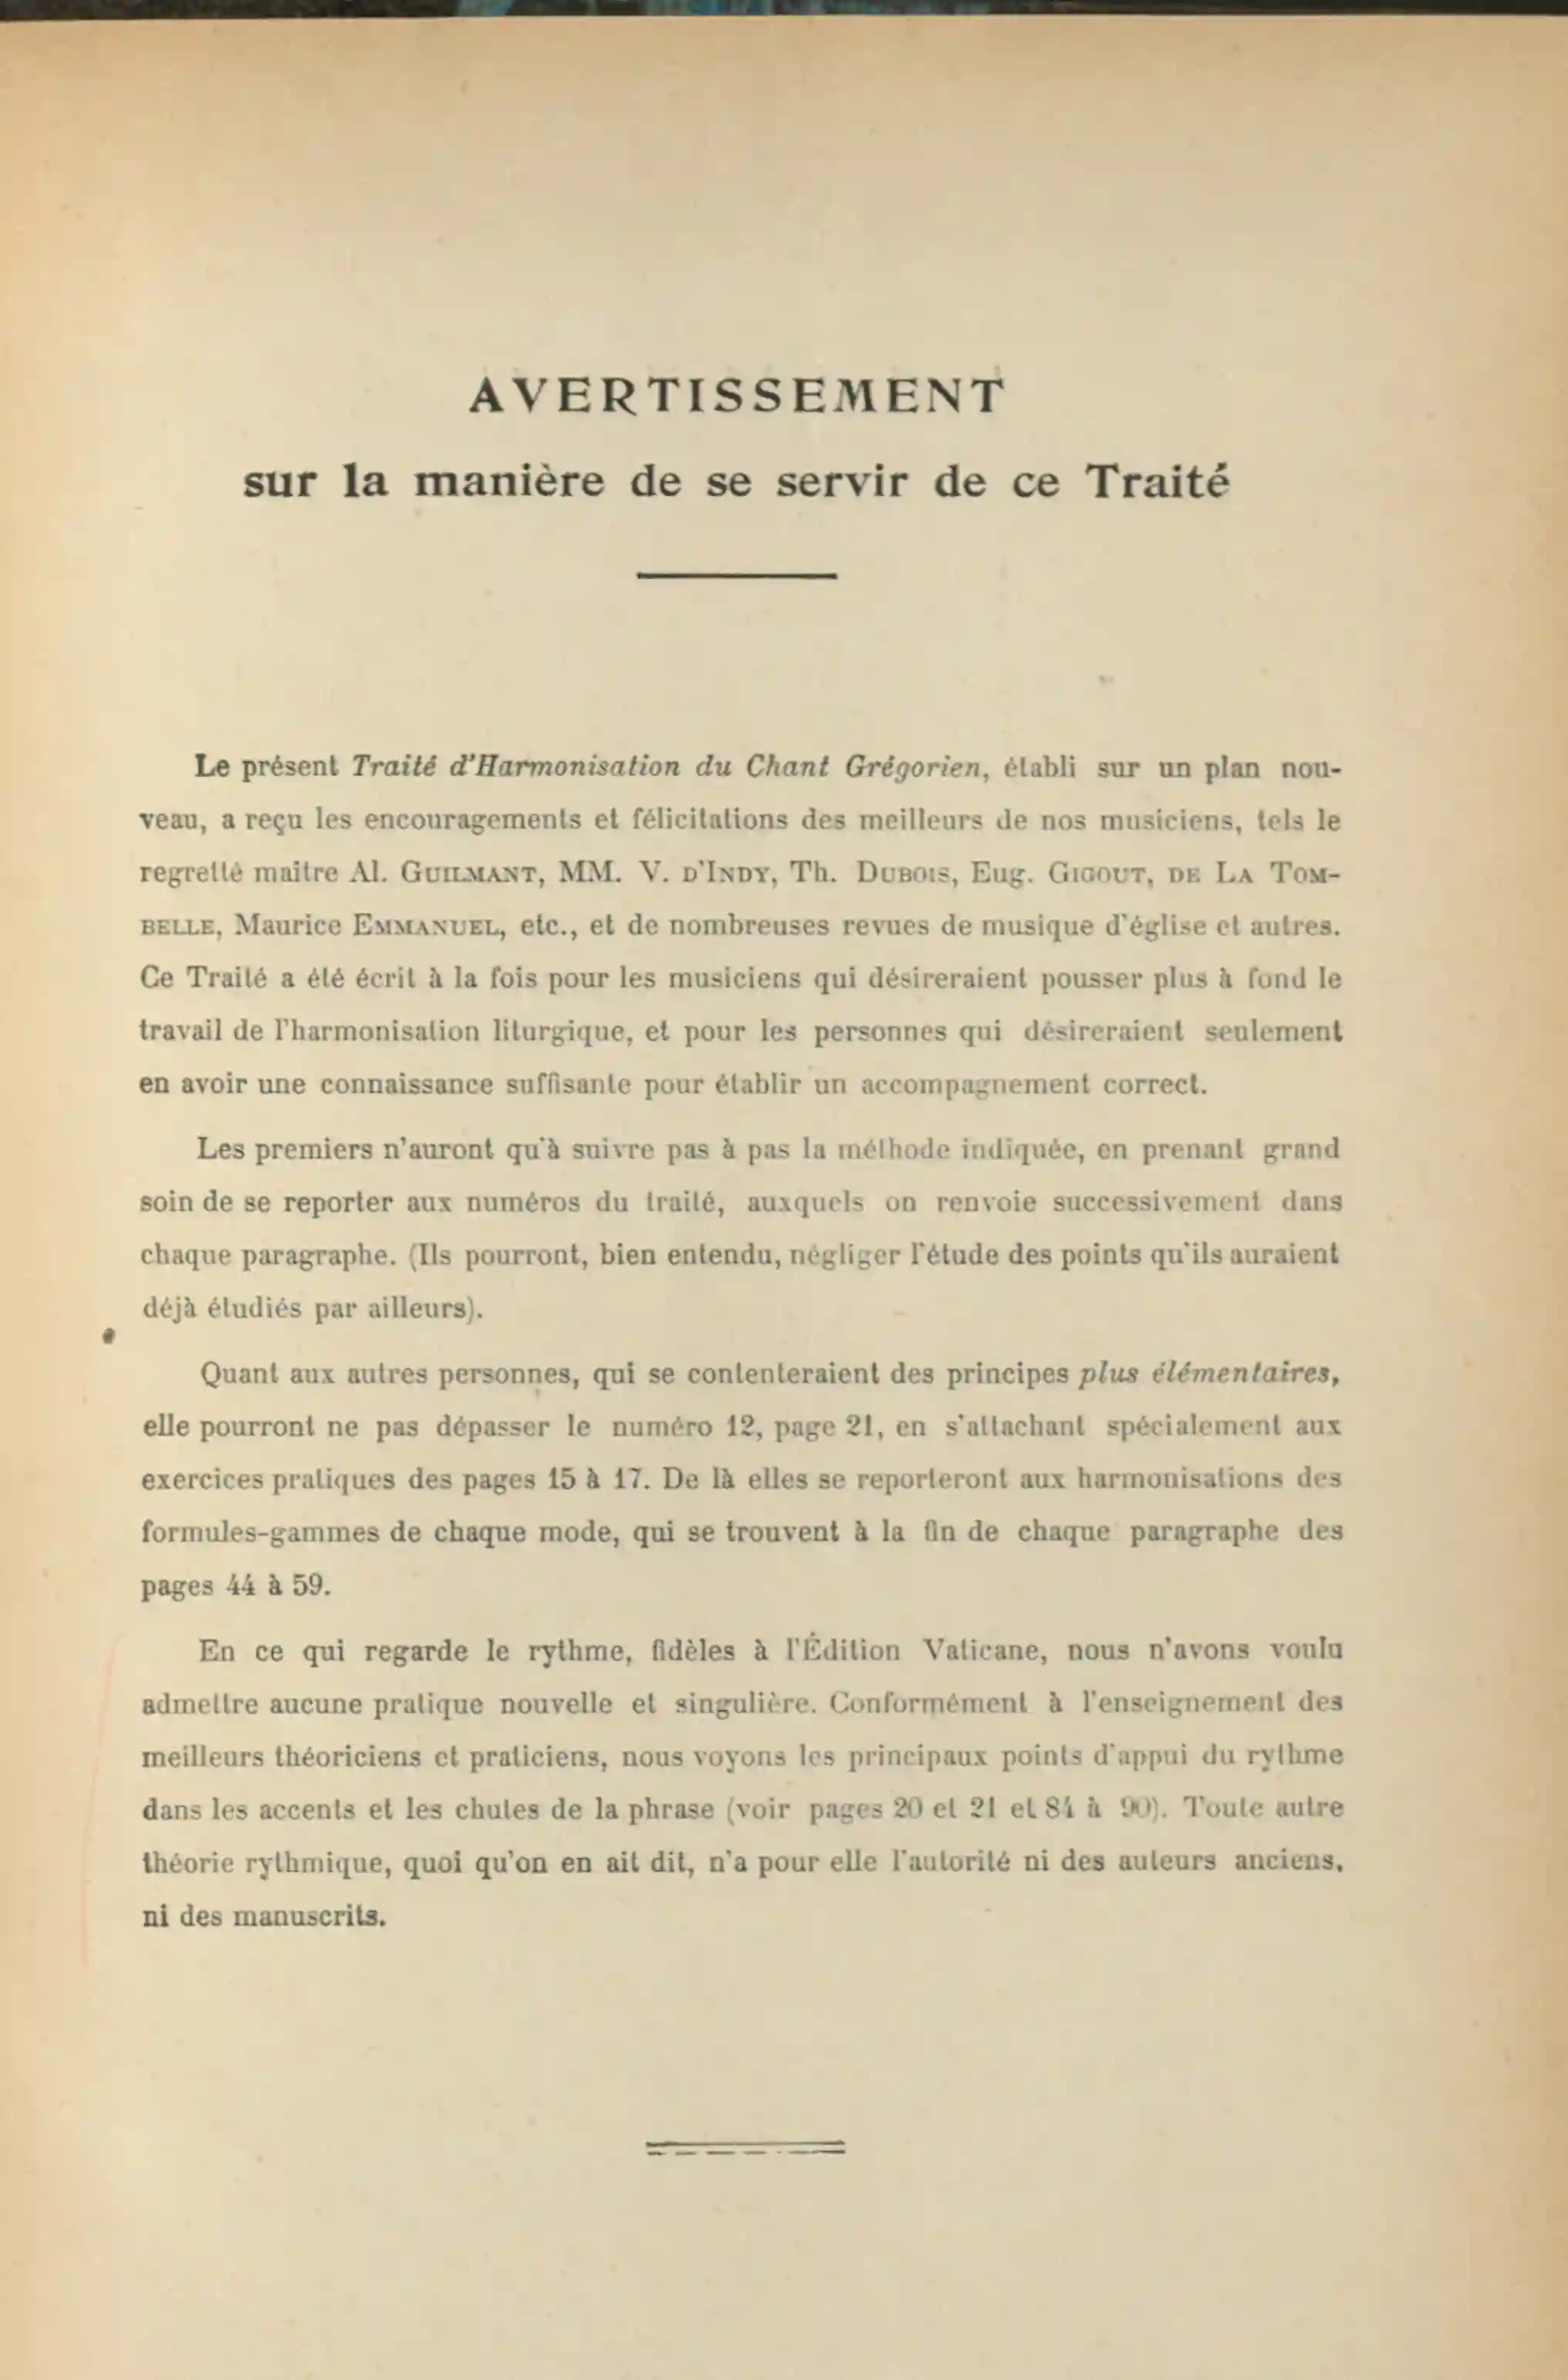 AVERTISSEMENT
sur la manière de se servir de ce Traité
Le présent Traité d'Harmonisation du Chant Grégorien, établi sur un plan nou-
veau, a reçu les encouragements et félicitations des meilleurs de nos musiciens, tels le
regretté maître Al. GUILMANT, MM. V. D'INDY, Th. DUBOIS, Eug. GIGOUT, DE LA TOM-
BELLE, Maurice EMMANUEL, etc., et de nombreuses revues de musique d'église et autres.
Ce Traité a été écrit à la fois pour les musiciens qui désireraient pousser plus à fond le
travail de l'harmonisation liturgique, et pour les personnes qui désireraient seulement
en avoir une connaissance suffisante pour établir un accompagnement correct.
Les premiers n'auront qu'à suivre pas à pas la méthode indiquée, en prenant grand
soin de se reporter aux numéros du traité, auxquels on renvoie successivement dans
chaque paragraphe. (Ils pourront, bien entendu, négliger l'étude des points qu'ils auraient
déjà étudiés par ailleurs).
Quant aux autres personnes, qui se contenteraient des principes plus élémentaires,
elle pourront ne pas dépasser le numéro 12, page 21, en s'attachant spécialement aux
exercices pratiques des pages 15 à 17. De là elles se reporteront aux harmonisations des
formules-gammes de chaque mode, qui se trouvent à la fin de chaque paragraphe des
pages 44 à 59.
En ce qui regarde le rythme, fidèles à l'Édition Vaticane, nous n'avons voulu
admettre aucune pratique nouvelle et singulière. Conformément à l'enseignement des
meilleurs théoriciens et praticiens, nous voyons les principaux points d'appui du rythme
dans les accents et les chutes de la phrase (voir pages 20 et 21 et 84 à 90). Toute autre
théorie rythmique, quoi qu'on en ait dit, n'a pour elle l'autorité ni des auteurs anciens,
ni des manuscrits.